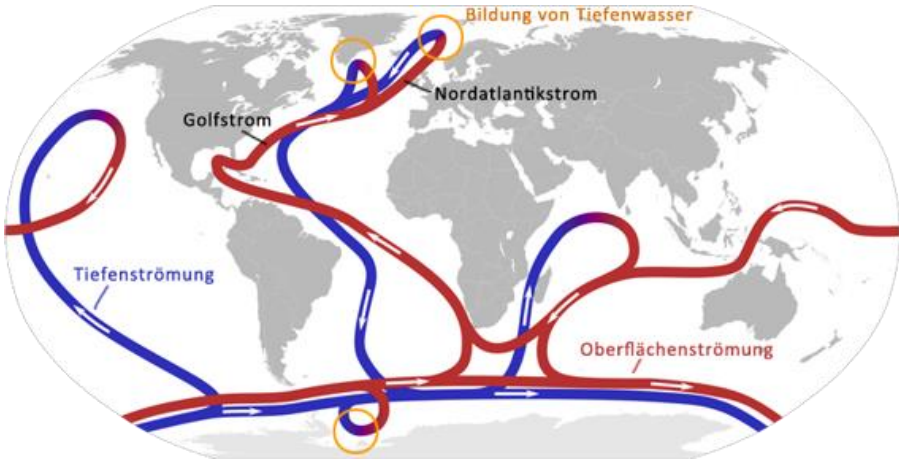 Bildung von Tiefenwasser
Nordatlantikstrom
Golfstrom
Tiefenströmung
Oberflächenströmung